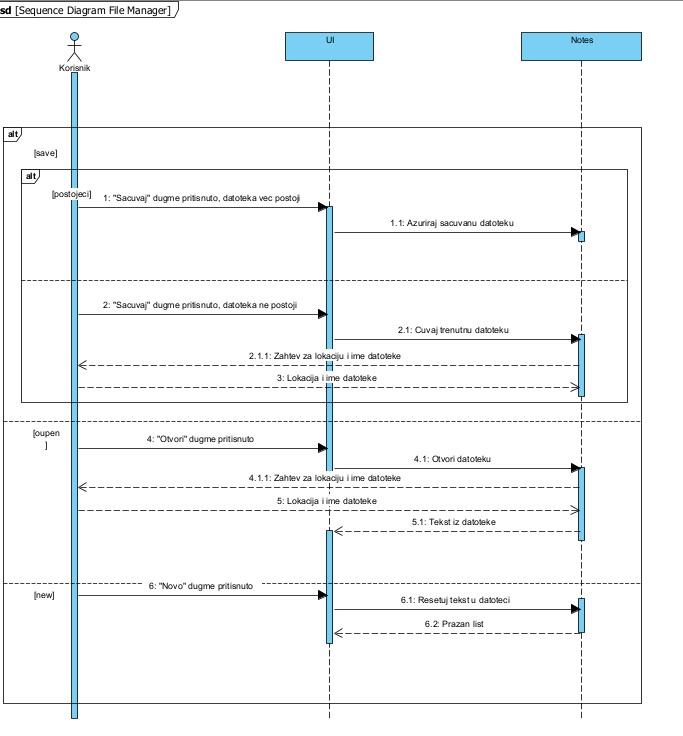 sd [Sequence Diagram File Manager]
Korisnik
UI
Notes
alt
[save]
alt
[postojeci]
1: "Sacuvaj" dugme pritisnuto, datoteka vec postoji
1.1: Azuriraj sacuvanu datoteku
2: "Sacuvaj" dugme pritisnuto, datoteka ne postoji
2.1: Cuvaj trenutnu datoteku
2.1.1: Zahtev za lokaciju i ime datoteke
3: Lokacija i ime datoteke
[oupen
]
4: "Otvori" dugme pritisnuto
4.1: Otvori datoteku
4.1.1: Zahtev za lokaciju i ime datoteke
5: Lokacija i ime datoteke
5.1: Tekst iz datoteke
6: "Novo" dugme pritisnuto
[new]
6.1: Resetuj tekst u datoteci
6.2: Prazan list